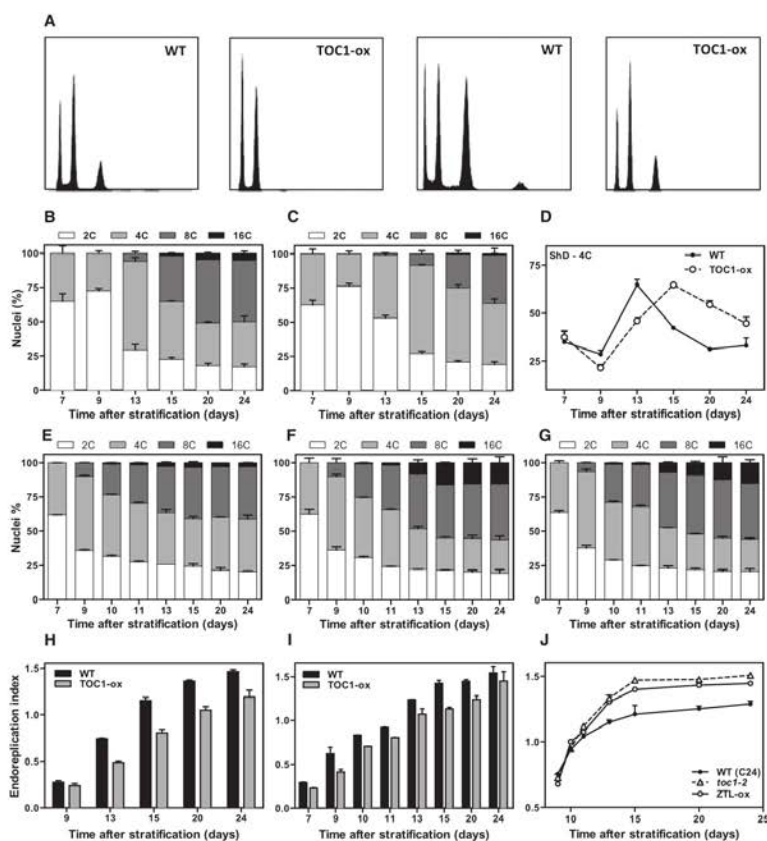 A
WT
TOC1-ox
WT
TOC1-ox
B
2C 4C 8C 16C
C
2C 4C 8C 16C
D
Nuclei (%)
100
75
50
25
0
7 9 13 15 20 24
Time after stratification (days)
100
75
50
25
0
7 9 13 15 20 24
Time after stratification (days)
ShD - 4C
WT
TOC1-ox
75
50
25
7 9 13 15 20 24
Time after stratification (days)
E
2C 4C 8C 16C
F
2C 4C 8C 16C
G
2C 4C 8C 16C
Nuclei %
100
75
50
25
0
7 9 10 11 13 15 20 24
Time after stratification (days)
100
75
50
25
0
7 9 10 11 13 15 20 24
Time after stratification (days)
100
75
50
25
0
7 9 10 11 13 15 20 24
Time after stratification (days)
H
Endoreplication index
WT
TOC1-ox
1.5
1.0
0.5
0.0
9 13 15 20 24
Time after stratification (days)
I
WT
TOC1-ox
1.5
1.0
0.5
0.0
7 9 10 11 13 15 20 24
Time after stratification (days)
J
1.5
1.0
0.5
WT (C24)
toc1-2
ZTL-ox
10 15 20 25
Time after stratification (days)